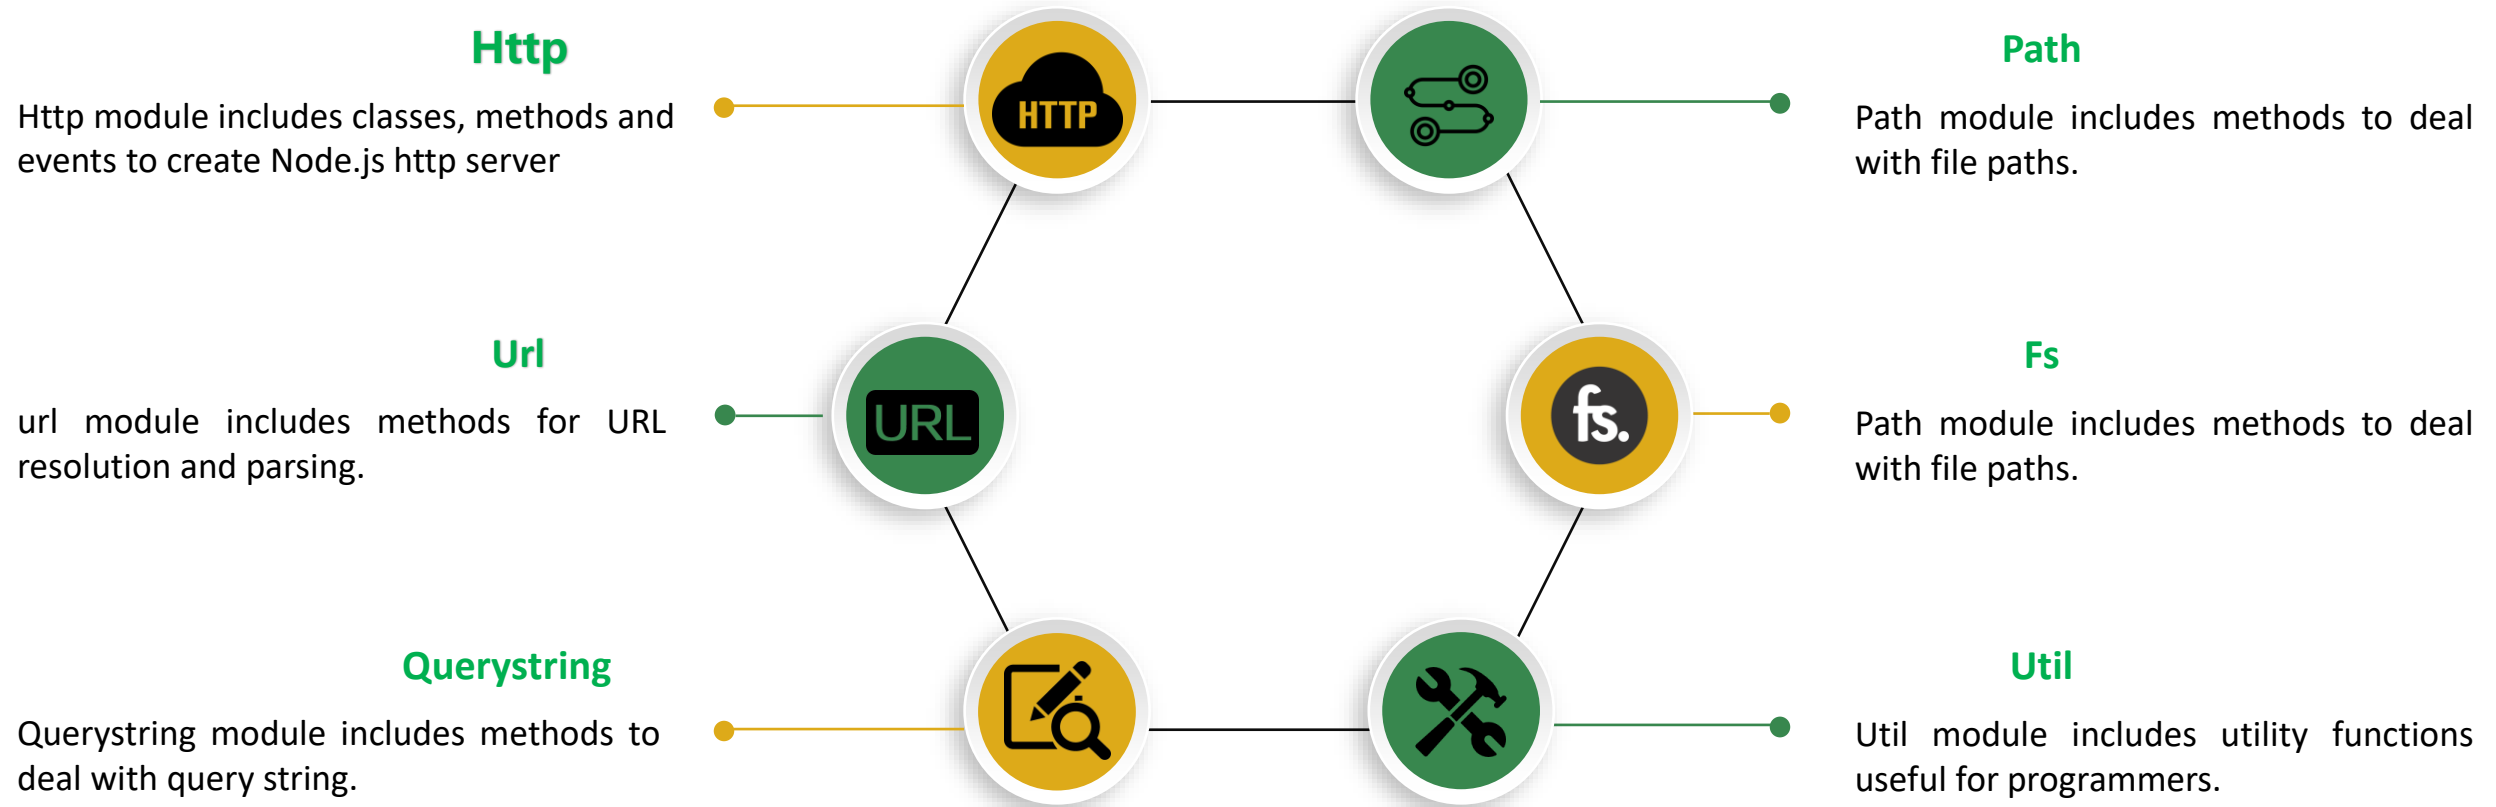 Http
Http module includes classes, methods and
events to create Node.js http server
HTTP
Path
Path module includes methods to deal
with file paths.
Url
url module includes methods for URL
resolution and parsing.
URL
fs.
Fs
Path module includes methods to deal
with file paths.
Querystring
Querystring module includes methods to
deal with query string.
Util
Util module includes utility functions
useful for programmers.